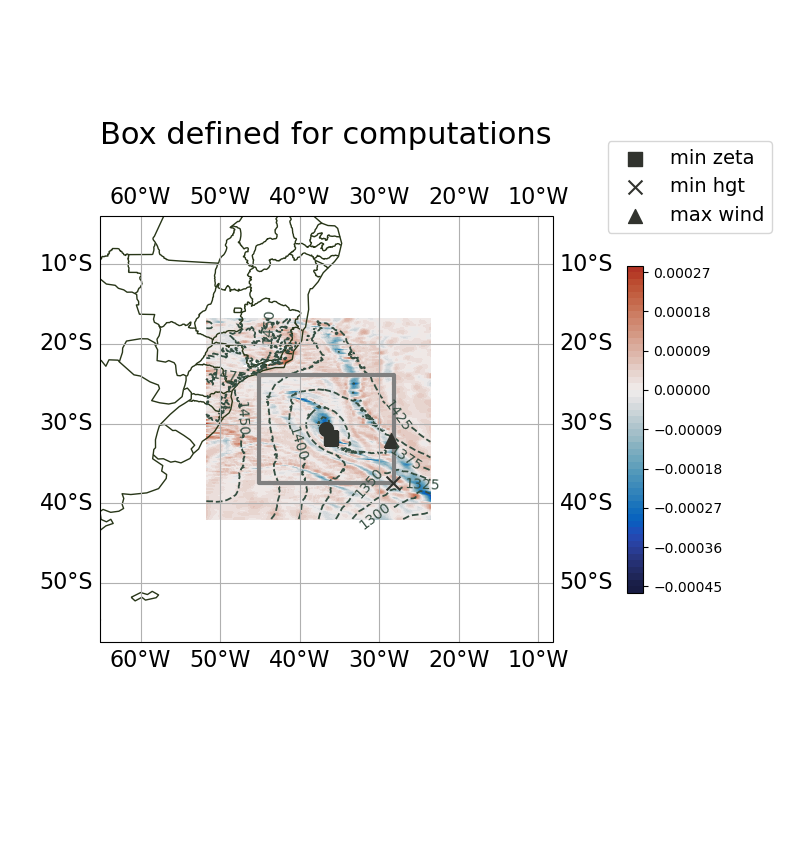 Box defined for computations
min zeta
min hgt
max wind
60°W 50°W 40°W 30°W 20°W 10°W
10°S 10°S
20°S 20°S
30°S 30°S
40°S 40°S
50°S 50°S
60°W 50°W 40°W 30°W 20°W 10°W
1450
1400
1425
1375
1350
1325
1300
0.00027
0.00018
0.00009
0.00000
−0.00009
−0.00018
−0.00027
−0.00036
−0.00045